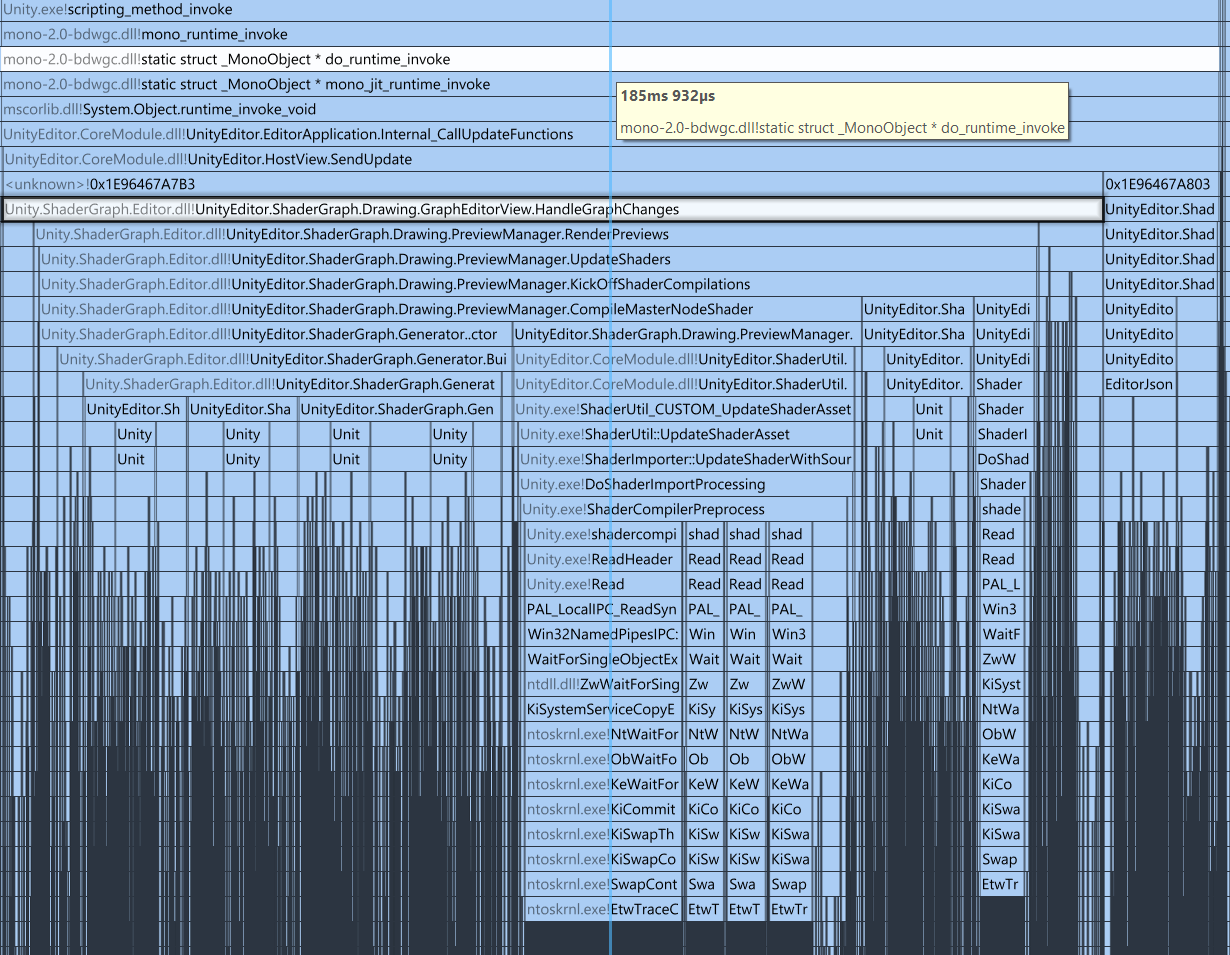 Unity.exe!scripting_method_invoke
mono-2.0-bdwgc.dll!mono_runtime_invoke
mono-2.0-bdwgc.dll!static struct _MonoObject * do_runtime_invoke
mono-2.0-bdwgc.dll!static struct _MonoObject * mono_jit_runtime_invoke
185ms 932µs
mscorlib.dll!System.Object.runtime_invoke_void
mono-2.0-bdwgc.dll!static struct _MonoObject * do_runtime_invoke
UnityEditor.CoreModule.dll!UnityEditor.EditorApplication.Internal_CallUpdateFunctions
UnityEditor.CoreModule.dll!UnityEditor.HostView.SendUpdate
<unknown>!0x1E96467A7B3 0x1E96467A803
Unity.ShaderGraph.Editor.dll!UnityEditor.ShaderGraph.Drawing.GraphEditorView.HandleGraphChanges UnityEditor.Shad
Unity.ShaderGraph.Editor.dll!UnityEditor.ShaderGraph.Drawing.PreviewManager.RenderPreviews UnityEditor.Shad
Unity.ShaderGraph.Editor.dll!UnityEditor.ShaderGraph.Drawing.PreviewManager.UpdateShaders UnityEditor.Shad
Unity.ShaderGraph.Editor.dll!UnityEditor.ShaderGraph.Drawing.PreviewManager.KickOffShaderCompilations UnityEditor.Shad
Unity.ShaderGraph.Editor.dll!UnityEditor.ShaderGraph.Drawing.PreviewManager.CompileMasterNodeShader UnityEditor.Sha UnityEdi UnityEdito
Unity.ShaderGraph.Editor.dll!UnityEditor.ShaderGraph.Generator..ctor UnityEditor.ShaderGraph.Drawing.PreviewManager. UnityEditor.Sha UnityEdi UnityEdito
Unity.ShaderGraph.Editor.dll!UnityEditor.ShaderGraph.Generator.Bui UnityEditor.CoreModule.dll!UnityEditor.ShaderUtil. UnityEditor. UnityEdi UnityEdito
Unity.ShaderGraph.Editor.dll!UnityEditor.ShaderGraph.Generat UnityEditor.CoreModule.dll!UnityEditor.ShaderUtil. UnityEditor. Shader EditorJson
UnityEditor.Sh UnityEditor.Sha UnityEditor.ShaderGraph.Gen Unity.exe!ShaderUtil_CUSTOM_UpdateShaderAsset Unit Shader
Unity Unity Unit Unity Unity.exe!ShaderUtil::UpdateShaderAsset Unit ShaderI
Unit Unity Unit Unity Unity.exe!ShaderImporter::UpdateShaderWithSour DoShad
Unity.exe!DoShaderImportProcessing Shader
Unity.exe!ShaderCompilerPreprocess shade
Unity.exe!shadercompi shad shad shad Read
Unity.exe!ReadHeader Read Read Read Read
Unity.exe!Read Read Read Read PAL_L
PAL_LocalIPC_ReadSyn PAL_ PAL_ PAL_ Win3
Win32NamedPipesIPC: Win Win Win3 WaitF
WaitForSingleObjectEx Wait Wait Wait ZwW
ntdll.dll!ZwWaitForSing Zw Zw ZwW KiSyst
KiSystemServiceCopyE KiSy KiSys KiSys NtWa
ntoskrnl.exe!NtWaitFor NtW NtW NtWa ObW
ntoskrnl.exe!ObWaitFo Ob Ob ObW KeWa
ntoskrnl.exe!KeWaitFor KeW KeW KeWa KiCo
ntoskrnl.exe!KiCommit KiCo KiCo KiCo KiSwa
ntoskrnl.exe!KiSwapTh KiSw KiSw KiSwa KiSwa
ntoskrnl.exe!KiSwapCo KiSw KiSw KiSwa Swap
ntoskrnl.exe!SwapCont Swa Swa Swap EtwTr
ntoskrnl.exe!EtwTraceC EtwT EtwT EtwTr